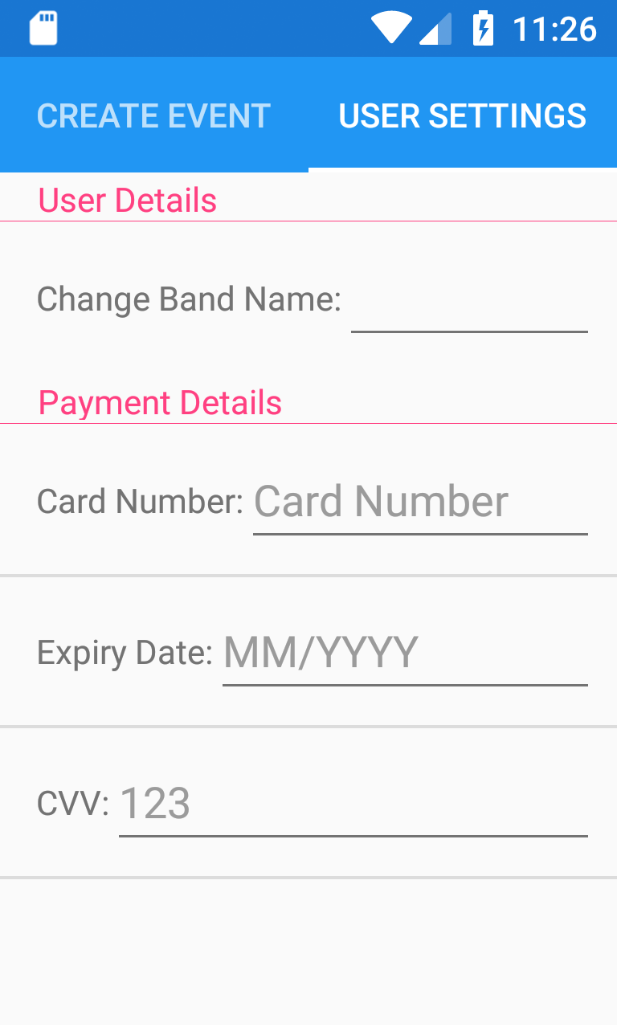 11:26
CREATE EVENT USER SETTINGS
User Details
Change Band Name:
Payment Details
Card Number: Card Number
Expiry Date: MM/YYYY
CVV: 123